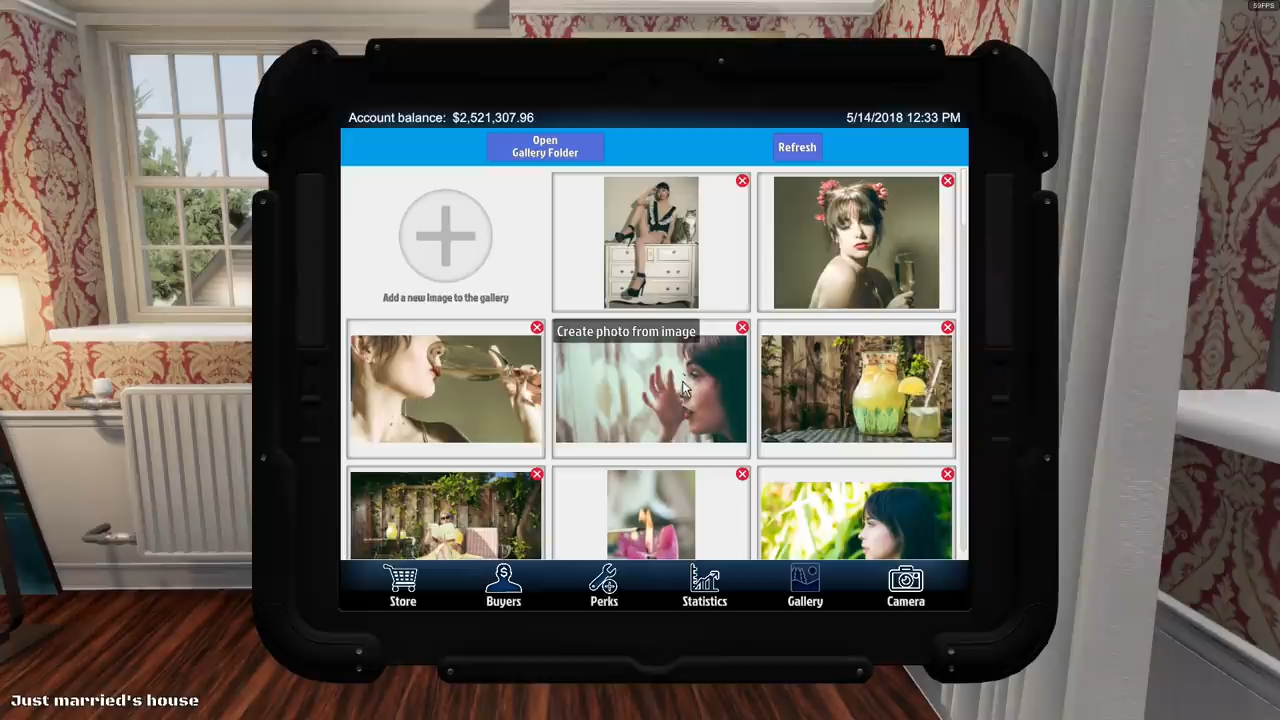 59FPS
Account balance: $2,521,307.96
5/14/2018 12:33 PM
Open
Gallery Folder
Refresh
Add a new image to the gallery
Create photo from image
Store
Buyers
Perks
Statistics
Gallery
Camera
Just married's house